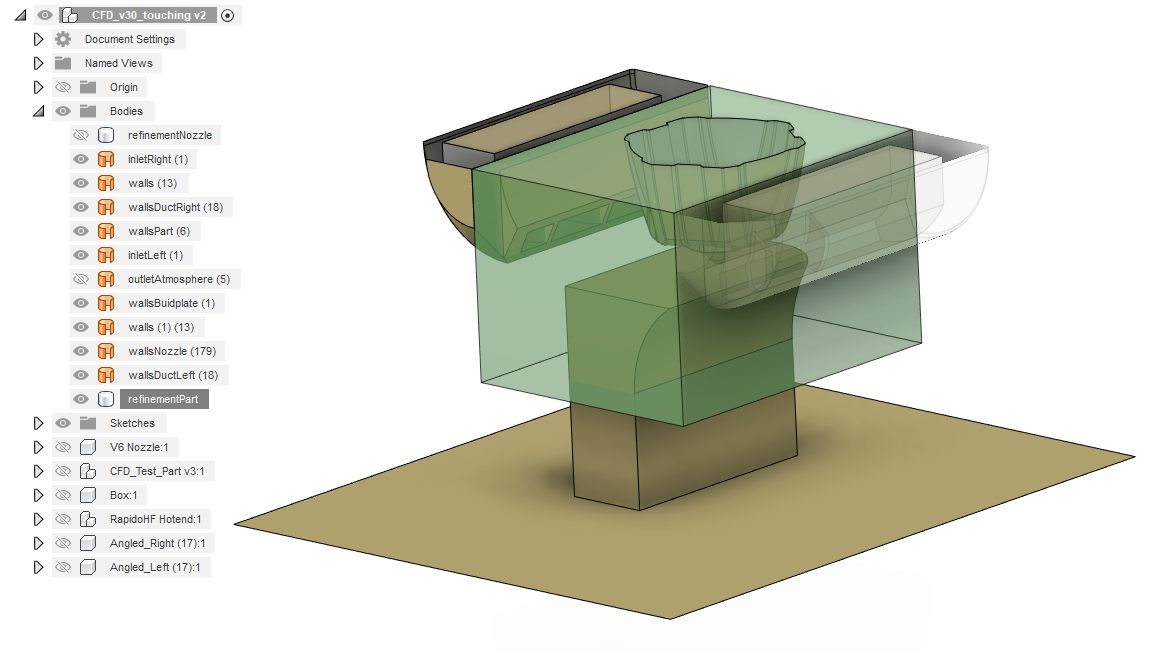 CFD_v30_touching v2
Document Settings
Named Views
Origin
Bodies
refinementNozzle
inletRight (1)
walls (13)
wallsDuctRight (18)
wallsPart (6)
inletLeft (1)
outletAtmosphere (5)
wallsBuidplate (1)
walls (1) (13)
wallsNozzle (179)
wallsDuctLeft (18)
refinementPart
Sketches
V6 Nozzle:1
CFD_Test_Part v3:1
Box:1
RapidoHF Hotend:1
Angled_Right (17):1
Angled_Left (17):1